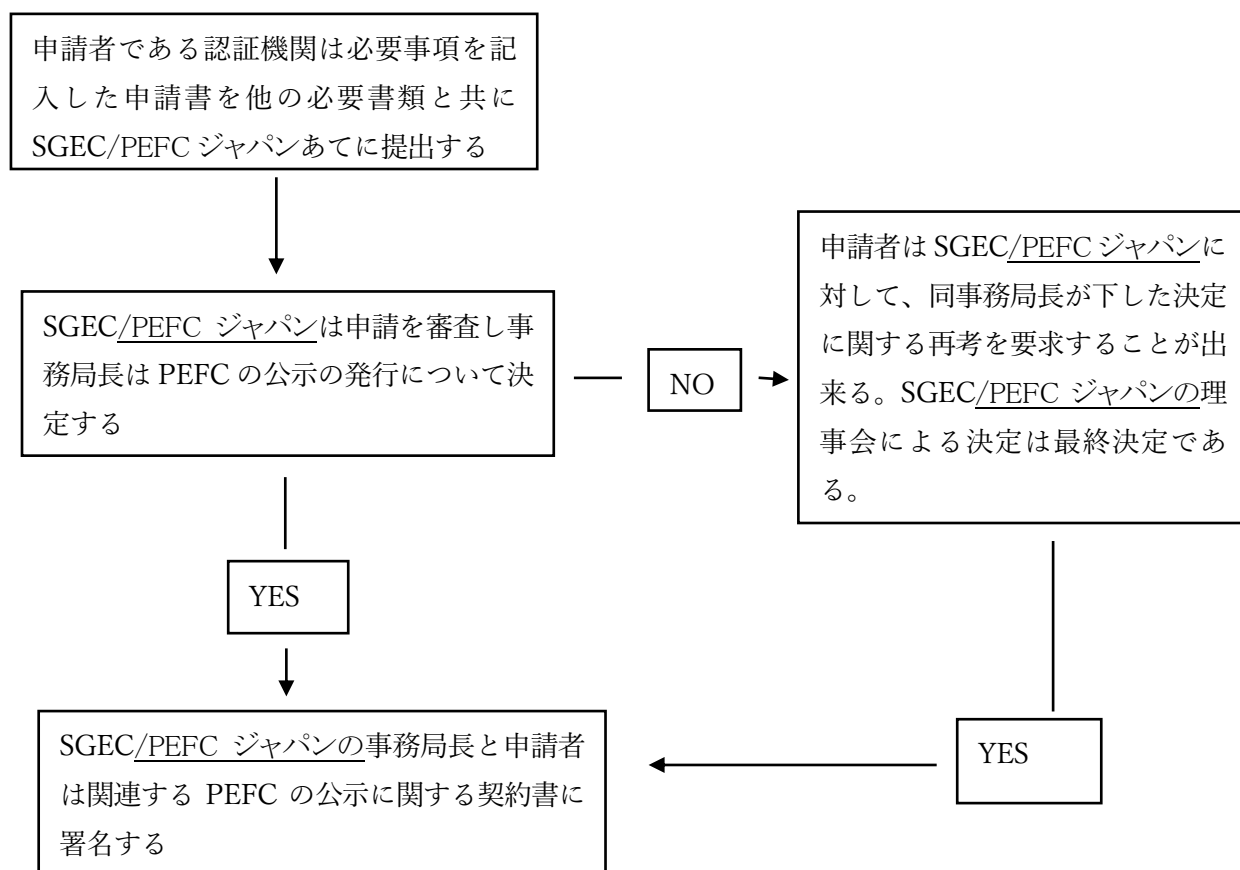 申請者である認証機関は必要事項を記
入した申請書を他の必要書類と共に
SGEC/PEFC ジャパンあてに提出する
SGEC/PEFC ジャパンは申請を審査し事
務局長は PEFC の公示の発行について決
定する
NO
申請者は SGEC/PEFC ジャパンに
対して、同事務局長が下した決定
に関する再考を要求することが出
来る。SGEC/PEFC ジャパンの理
事会による決定は最終決定であ
る。
YES
YES
SGEC/PEFC ジャパンの事務局長と申請者
は関連する PEFC の公示に関する契約書に
署名する